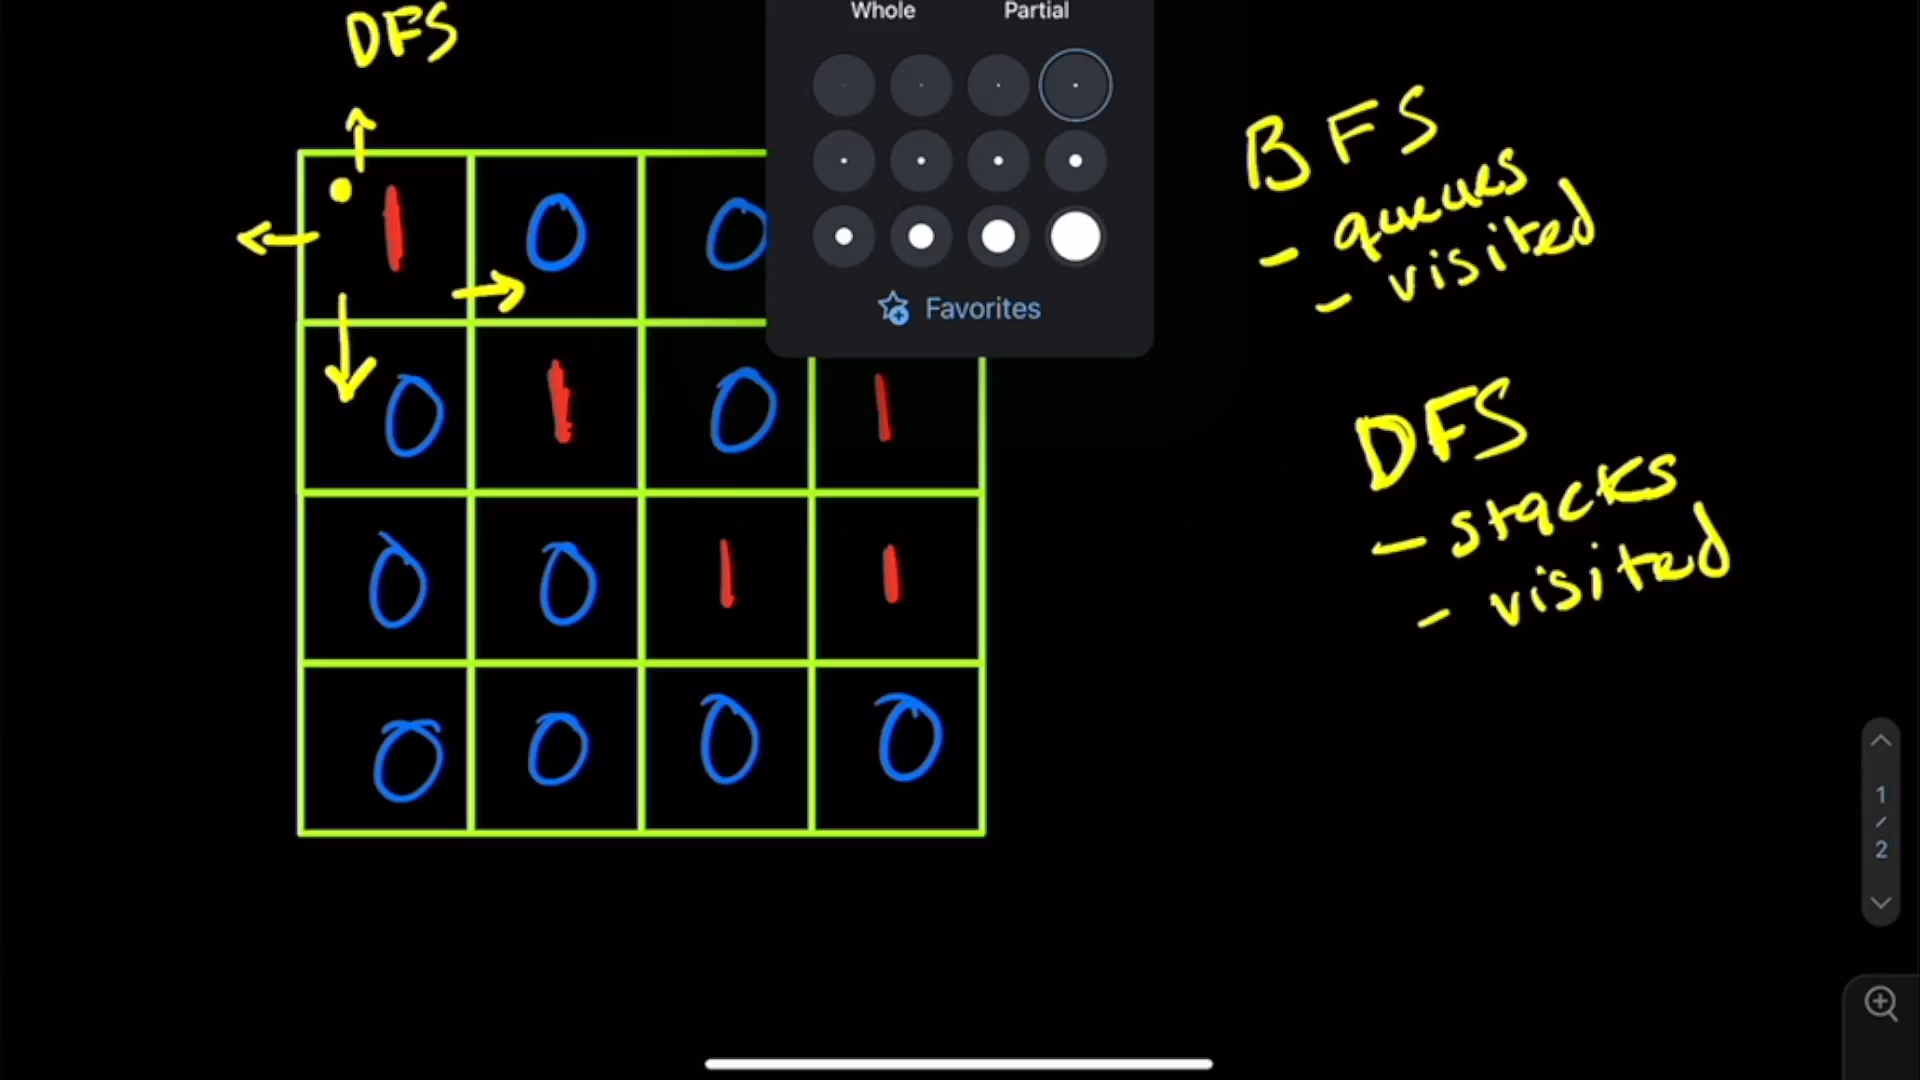 DFS
Whole Partial
Favorites
1 0 0
0 1 0 1
0 0 1 1
0 0 0 0
BFS
- queues
- visited
DFS
- stacks
- visited
1
/
2